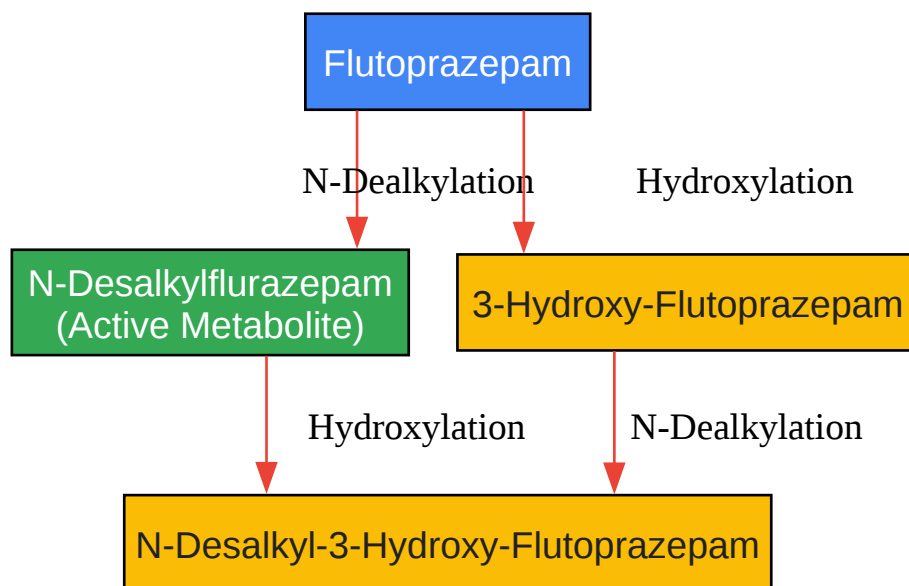 Flutoprazepam
N-Dealkylation
Hydroxylation
N-Desalkylflurazepam
(Active Metabolite)
3-Hydroxy-Flutoprazepam
Hydroxylation
N-Dealkylation
N-Desalkyl-3-Hydroxy-Flutoprazepam